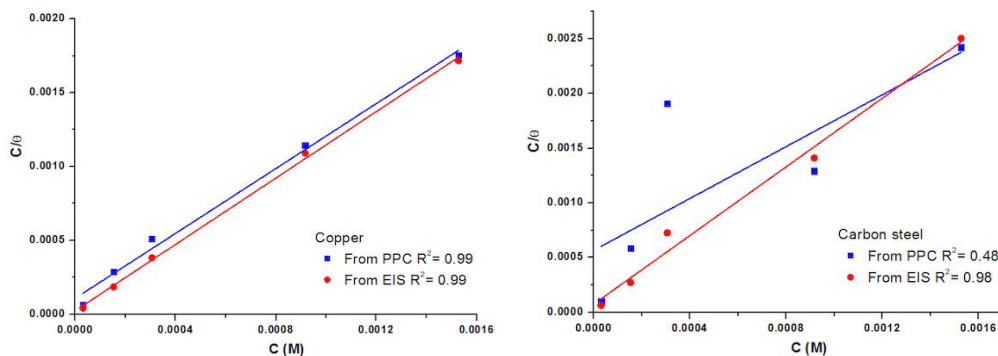 0.0020
0.0015
0.0010
0.0005
0.0000
C/θ
0.0000 0.0004 0.0008 0.0012 0.0016
C (M)
Copper
From PPC R²= 0.99
From EIS R²= 0.99
0.0025
0.0020
0.0015
0.0010
0.0005
0.0000
C/θ
0.0000 0.0004 0.0008 0.0012 0.0016
C (M)
Carbon steel
From PPC R²= 0.48
From EIS R²= 0.98